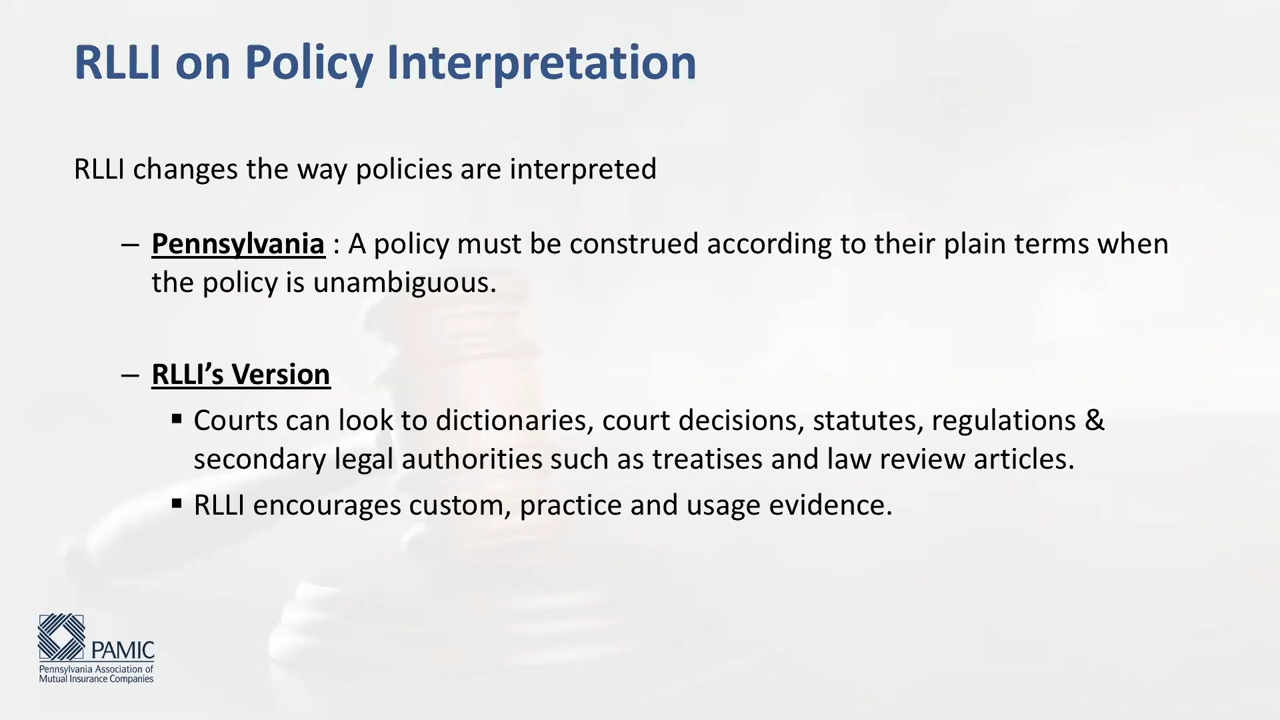 RLLI on Policy Interpretation
RLLI changes the way policies are interpreted
– Pennsylvania : A policy must be construed according to their plain terms when
the policy is unambiguous.
– RLLI’s Version
▪ Courts can look to dictionaries, court decisions, statutes, regulations &
secondary legal authorities such as treatises and law review articles.
▪ RLLI encourages custom, practice and usage evidence.
PAMIC
Pennsylvania Association of
Mutual Insurance Companies